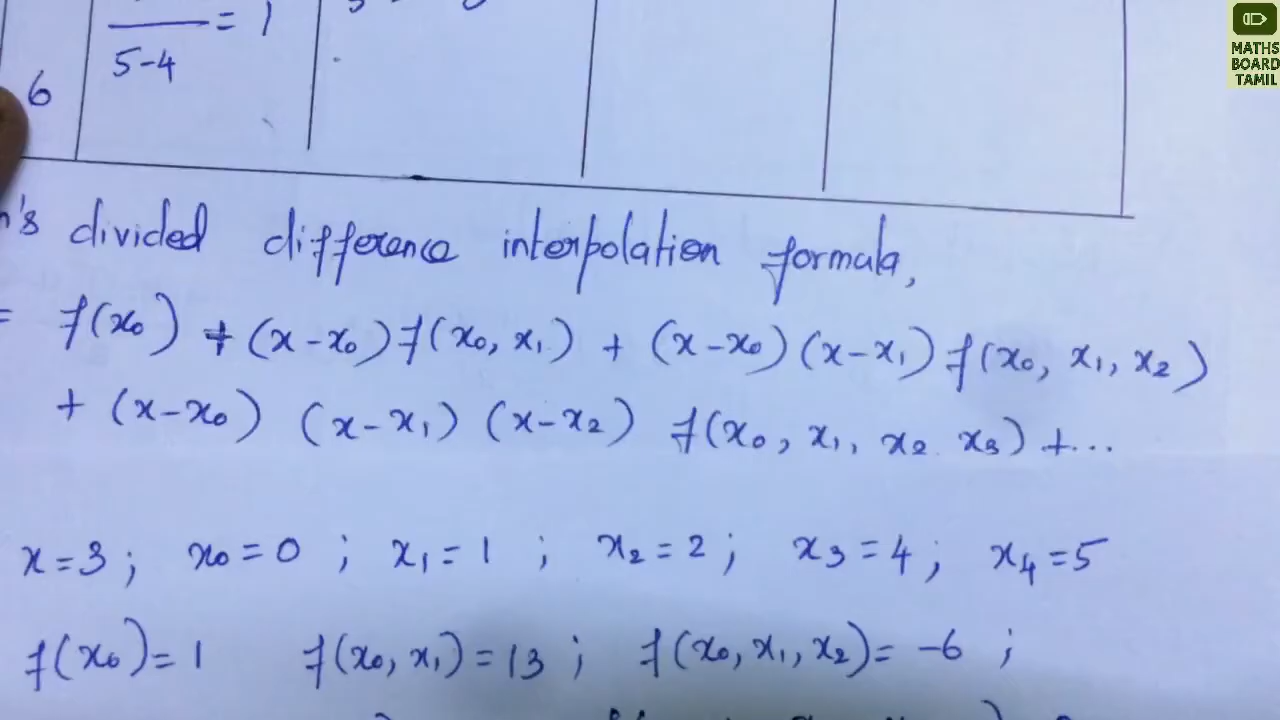 = 1
5-4
6
MATHS
BOARD
TAMIL
n's divided difference interpolation formula,
= f(x₀) + (x-x₀) f(x₀, x₁) + (x-x₀) (x-x₁) f(x₀, x₁, x₂)
+ (x-x₀) (x-x₁) (x-x₂) f(x₀, x₁, x₂ x₃) +...
x=3 ; x₀=0 ; x₁=1 ; x₂=2 ; x₃=4 ; x₄=5
f(x₀)=1 f(x₀, x₁)=13 ; f(x₀, x₁, x₂)= -6 ;